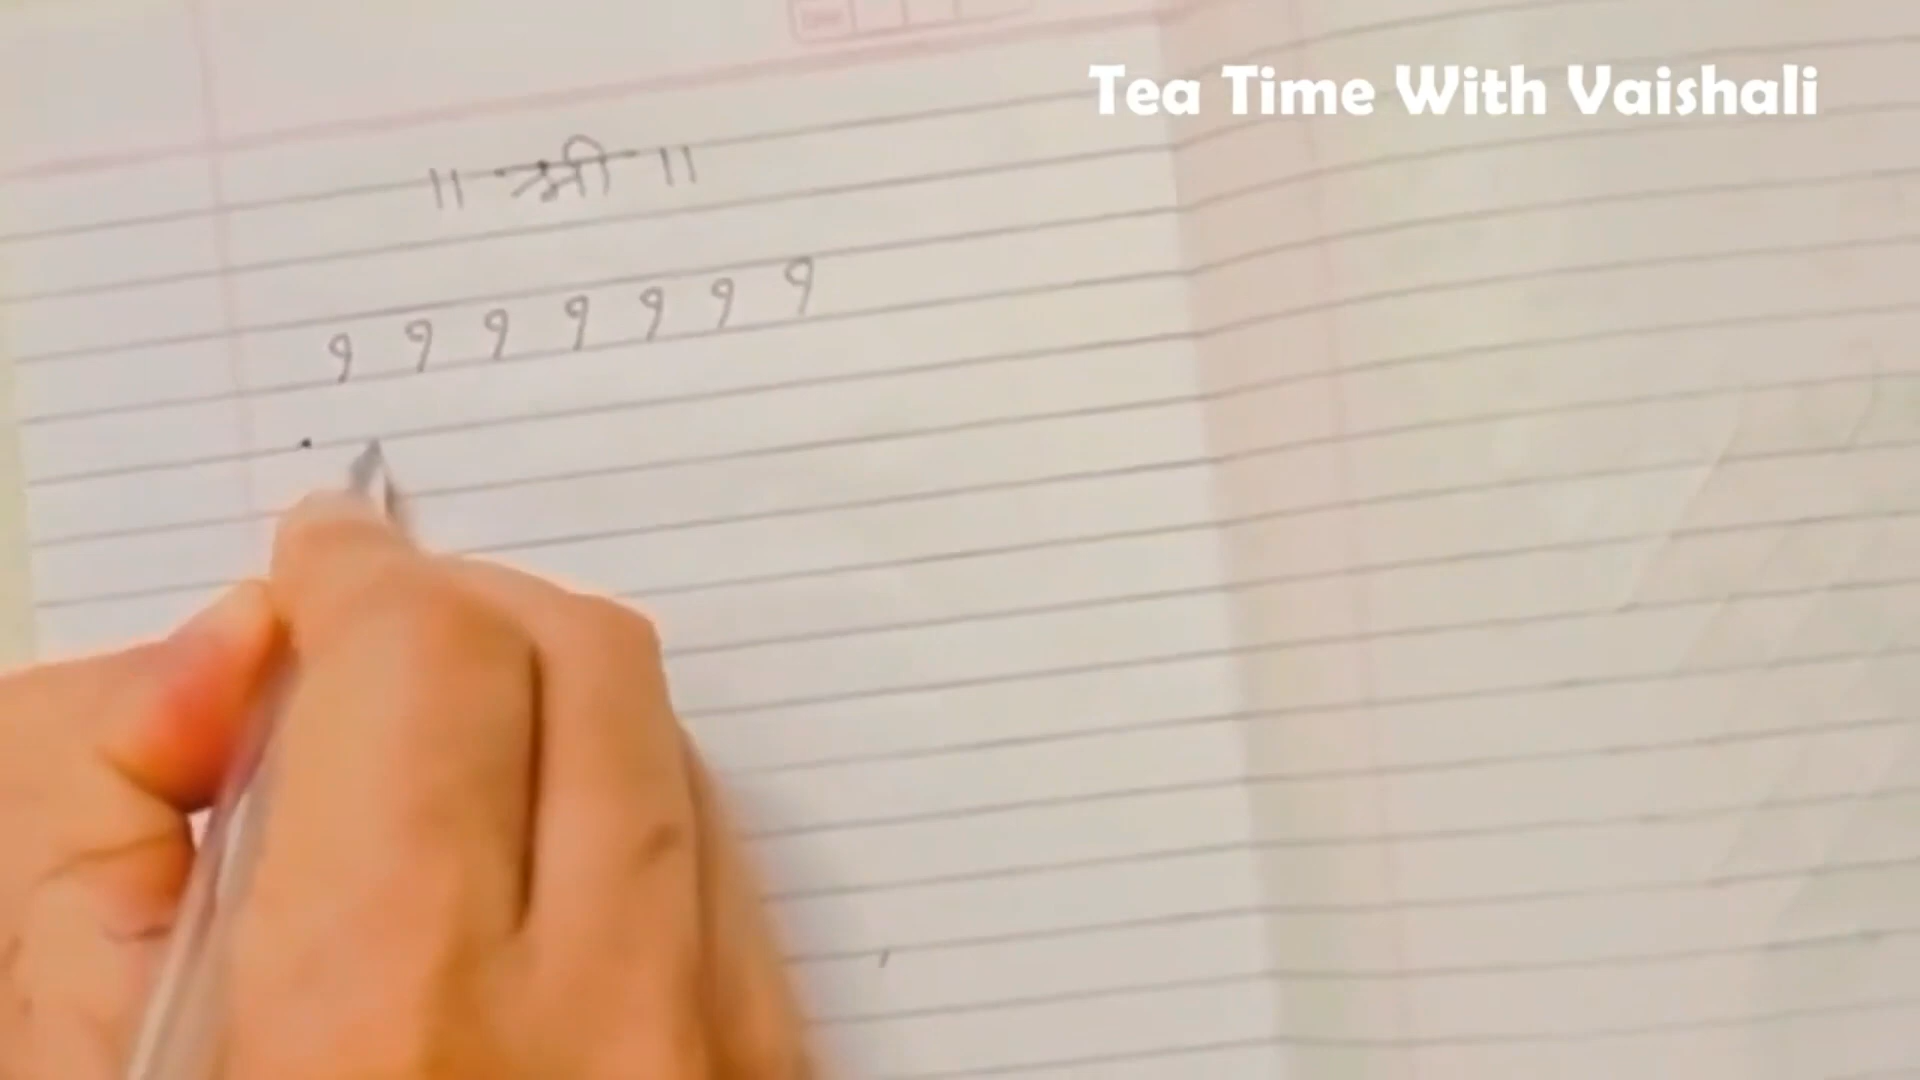 Tea Time With Vaishali
॥ श्री ॥
१ १ १ १ १ १ १